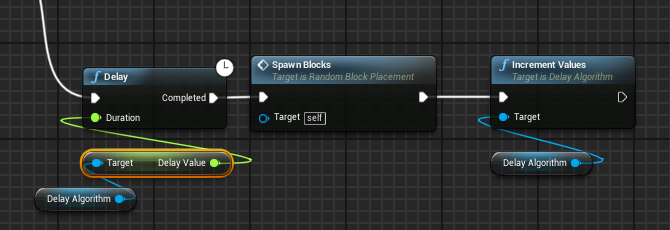 Delay
Completed
Duration
Target Delay Value
Delay Algorithm
Spawn Blocks
Target is Random Block Placement
Target self
Increment Values
Target is Delay Algorithm
Target
Delay Algorithm